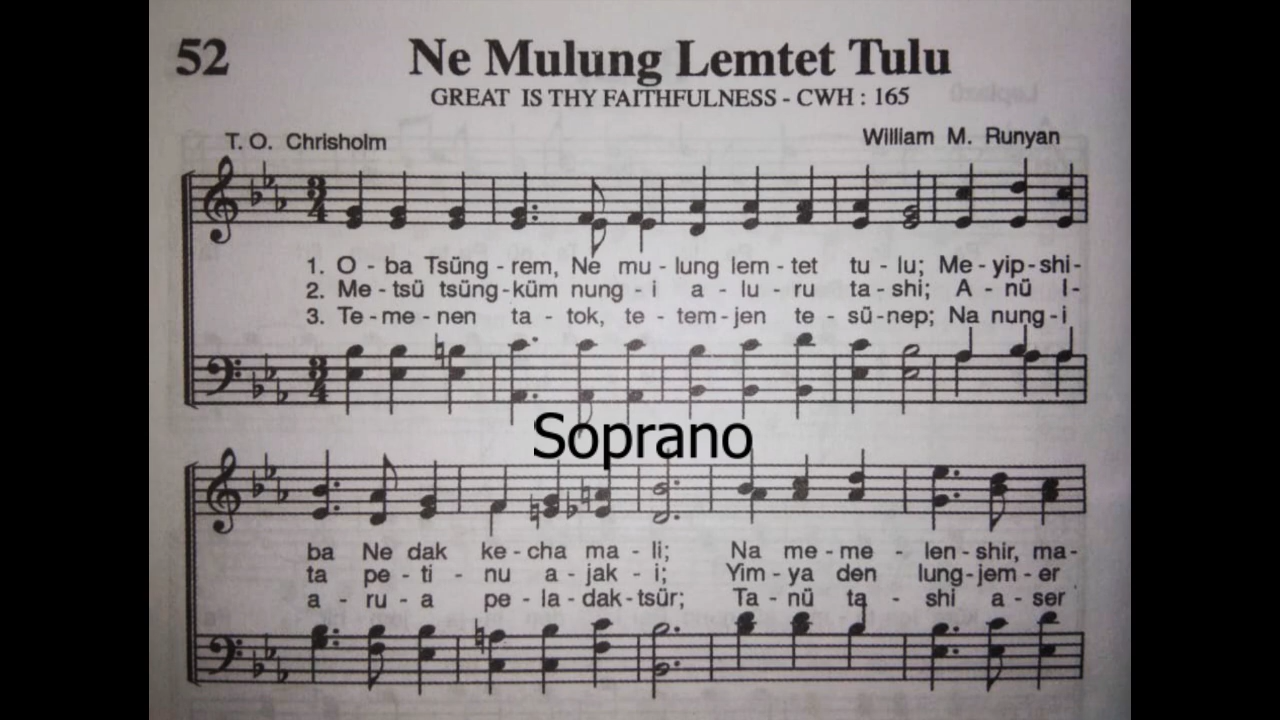 52 Ne Mulung Lemtet Tulu
GREAT IS THY FAITHFULNESS - CWH : 165
T. O. Chrisholm William M. Runyan
3
4
1. O - ba Tsüng - rem, Ne mu - lung lem - tet tu - lu; Me - yip - shi-
2. Me - tsü tsüng - küm nung - i a - lu - ru ta - shi; A - nü I-
3. Te - me - nen ta - tok, te - tem - jen te - sü - nep; Na nung - i
3
4
Soprano
ba Ne dak ke - cha ma - li; Na me - me - len - shir, ma-
ta pe - ti - nu a - jak - i; Yim - ya den lung - jem - er
a - ru - a pe - la - dak - tsür; Ta - nü ta - shi a - ser